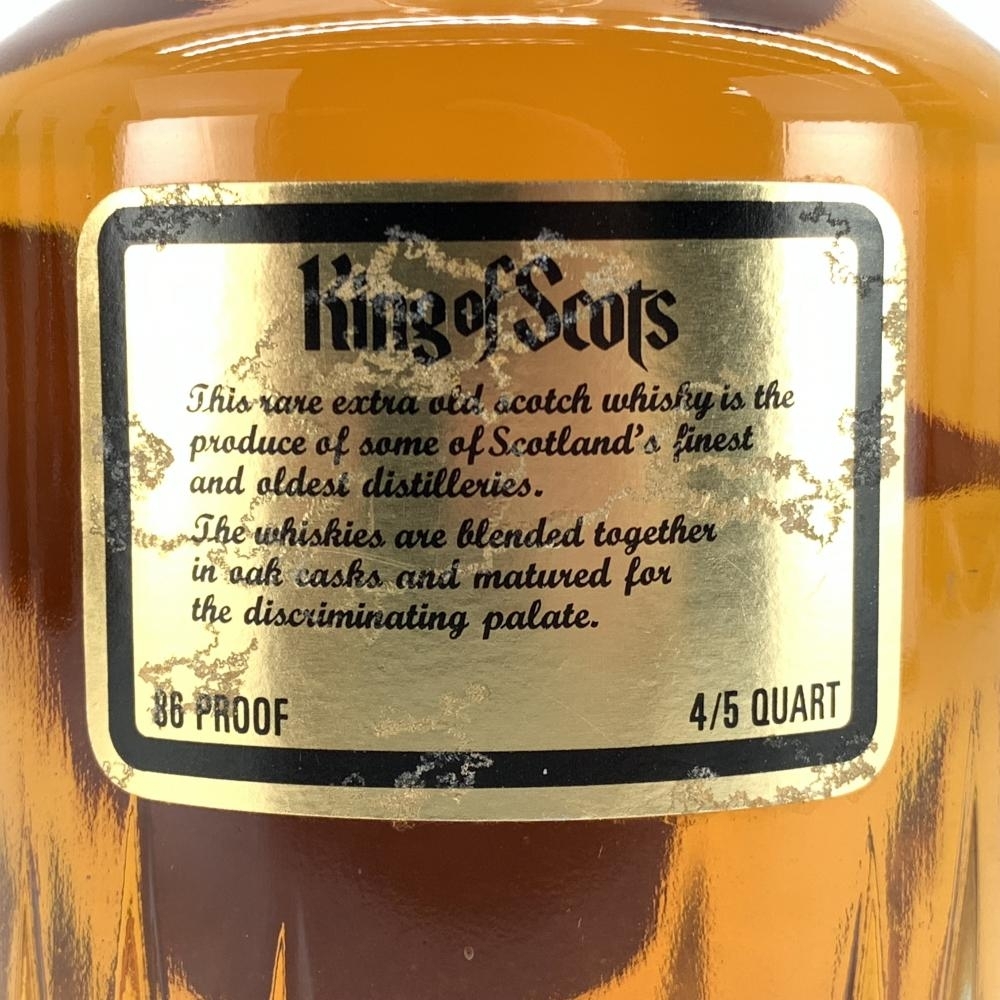 King of Scots
This rare extra old scotch whisky is the
produce of some of Scotland's finest
and oldest distilleries.
The whiskies are blended together
in oak casks and matured for
the discriminating palate.
86 PROOF
4/5 QUART